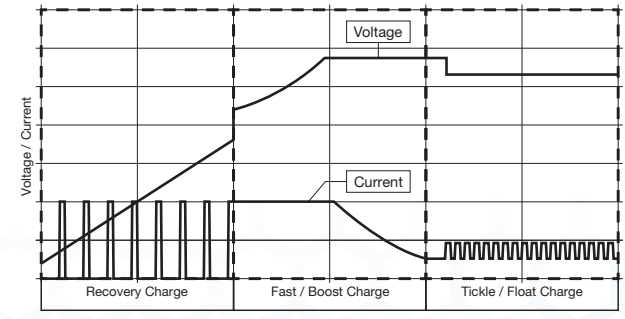 Voltage
Voltage / Current
Current
Recovery Charge
Fast / Boost Charge
Tickle / Float Charge